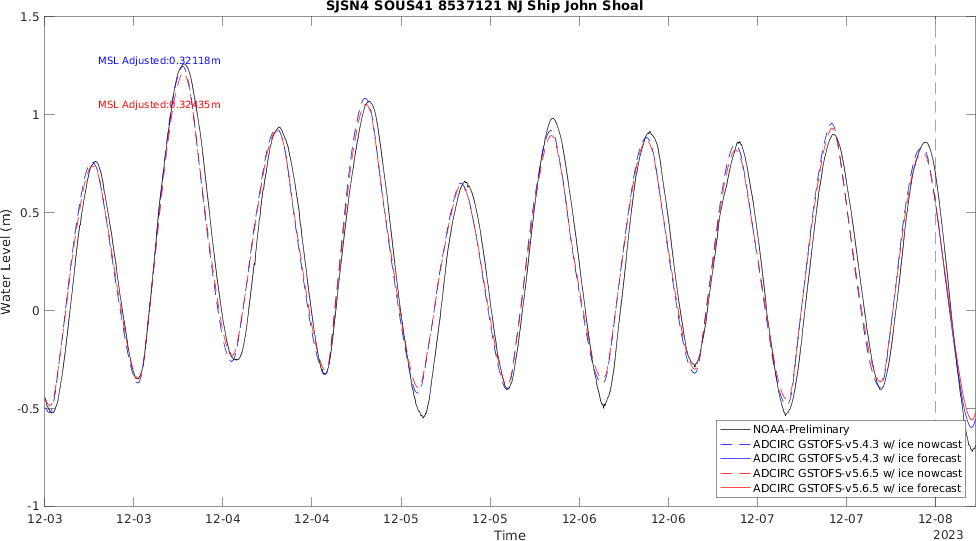 SJSN4 SOUS41 8537121 NJ Ship John Shoal
1.5
MSL Adjusted:0.32118m
1
MSL Adjusted:0.32435m
0.5
Water Level (m)
0
-0.5
NOAA-Preliminary
ADCIRC GSTOFS-v5.4.3 w/ ice nowcast
ADCIRC GSTOFS-v5.4.3 w/ ice forecast
ADCIRC GSTOFS-v5.6.5 w/ ice nowcast
ADCIRC GSTOFS-v5.6.5 w/ ice forecast
-1
12-03 12-03 12-04 12-04 12-05 12-05 12-06 12-06 12-07 12-07 12-08
Time 2023